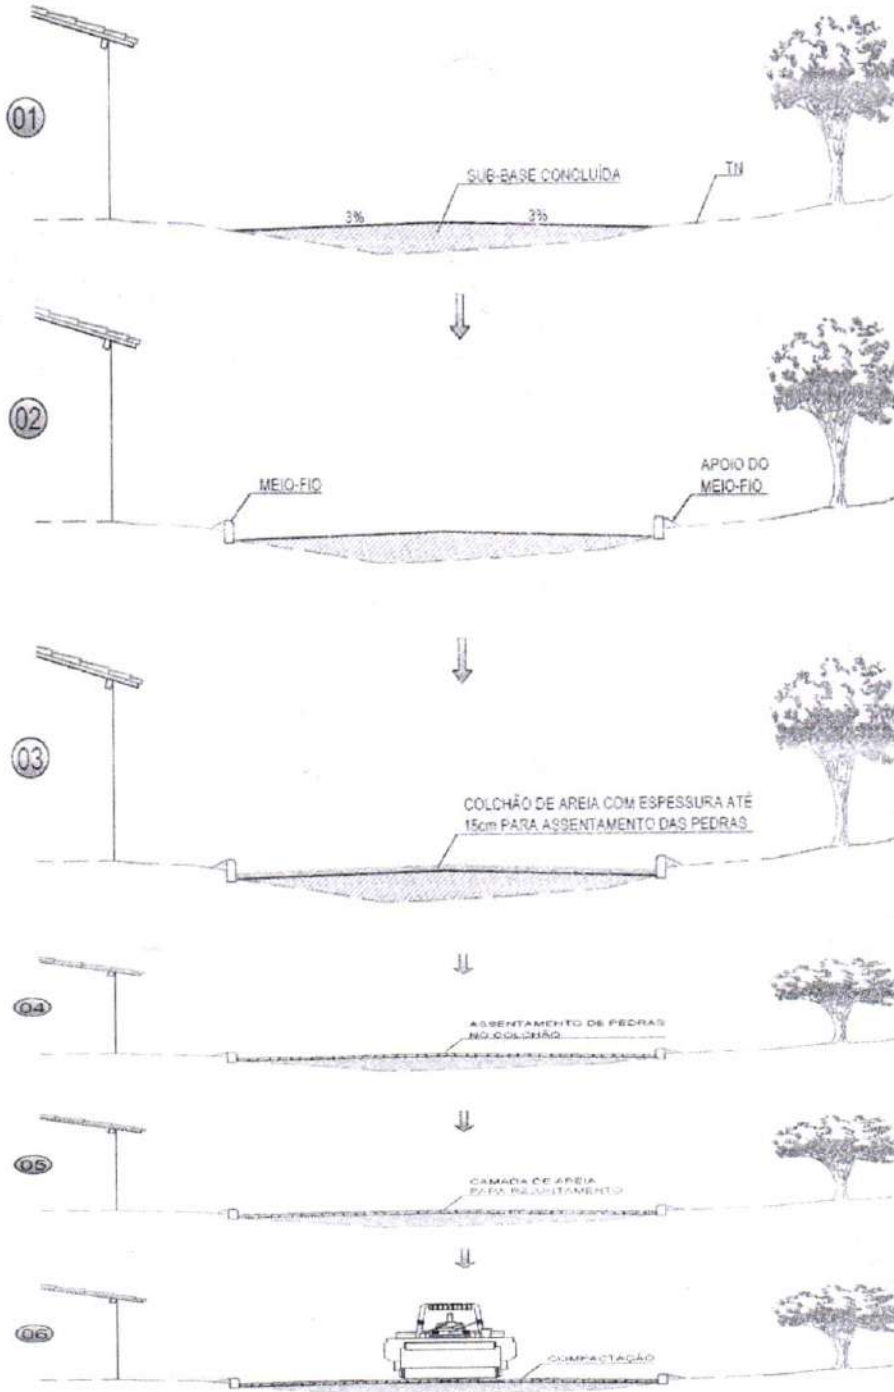 01
SUB-BASE CONCLUÍDA
TN
3%
3%
02
MEIO-FIO
APOIO DO
MEIO-FIO
03
COLCHÃO DE AREIA COM ESPESSURA ATÉ
15cm PARA ASSENTAMENTO DAS PEDRAS
04
ASSENTAMENTO DE PEDRAS
NO COLCHÃO
05
CAMADA DE AREIA
PARA REJUNTAMENTO
06
COMPACTAÇÃO